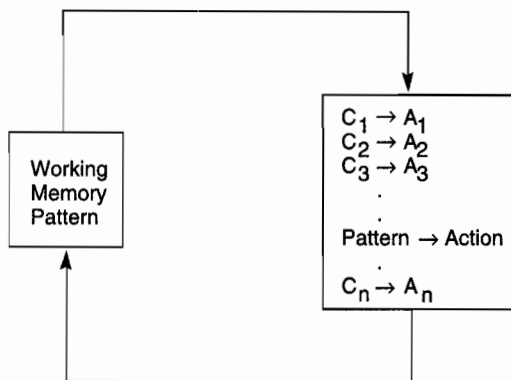 Working
Memory
Pattern
C₁ → A₁
C₂ → A₂
C₃ → A₃
.
.
Pattern → Action
.
Cₙ → Aₙ